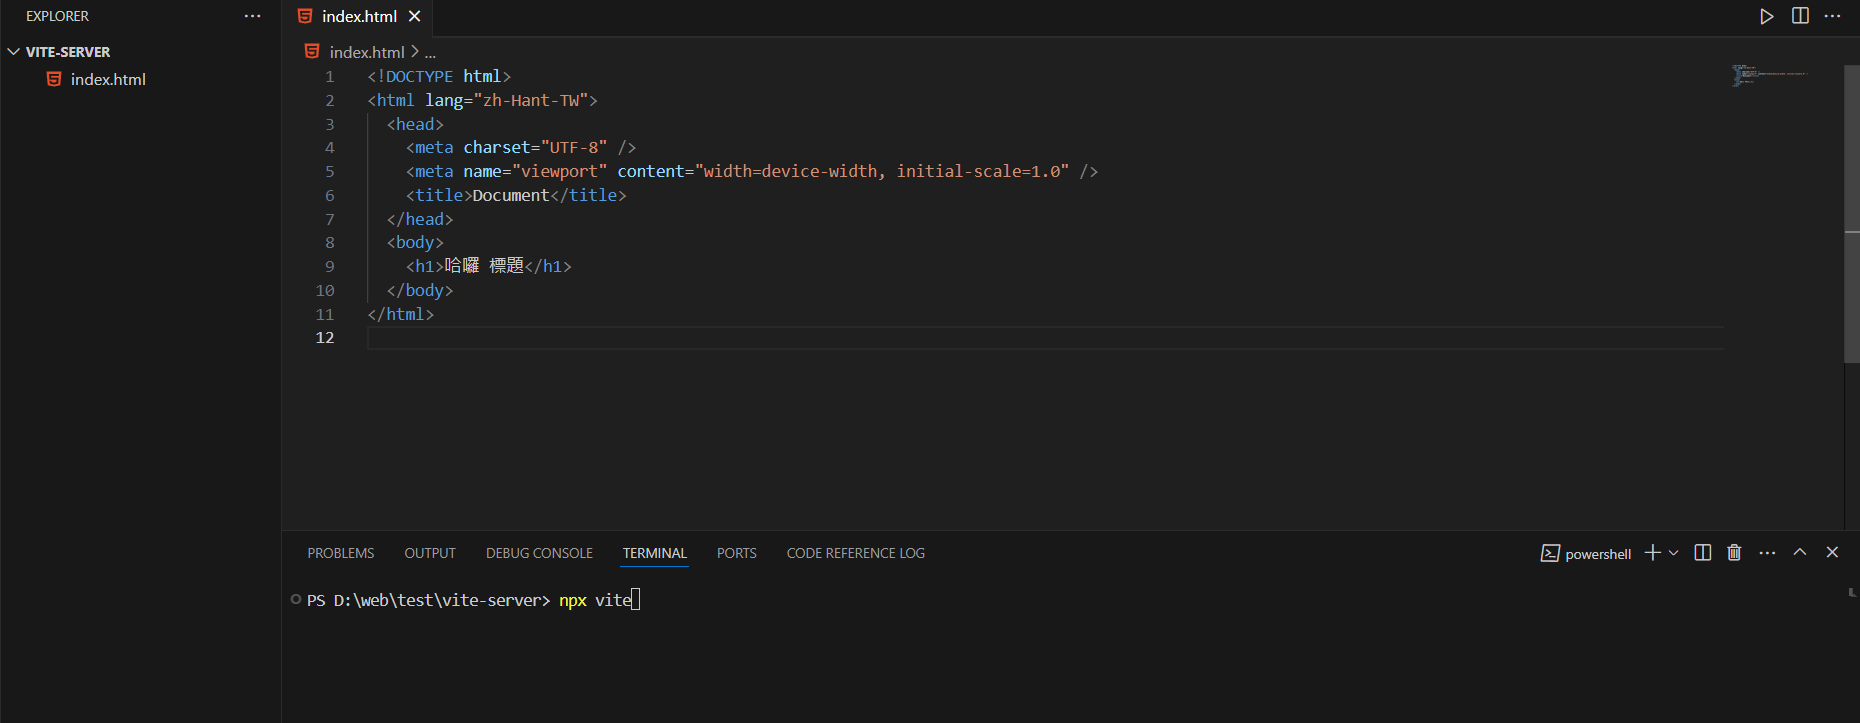 EXPLORER
VITE-SERVER
index.html
index.html
index.html > ...
1 <!DOCTYPE html>
2 <html lang="zh-Hant-TW">
3 <head>
4 <meta charset="UTF-8" />
5 <meta name="viewport" content="width=device-width, initial-scale=1.0" />
6 <title>Document</title>
7 </head>
8 <body>
9 <h1>哈囉 標題</h1>
10 </body>
11 </html>
12
PROBLEMS OUTPUT DEBUG CONSOLE TERMINAL PORTS CODE REFERENCE LOG powershell
PS D:\web\test\vite-server> npx vite